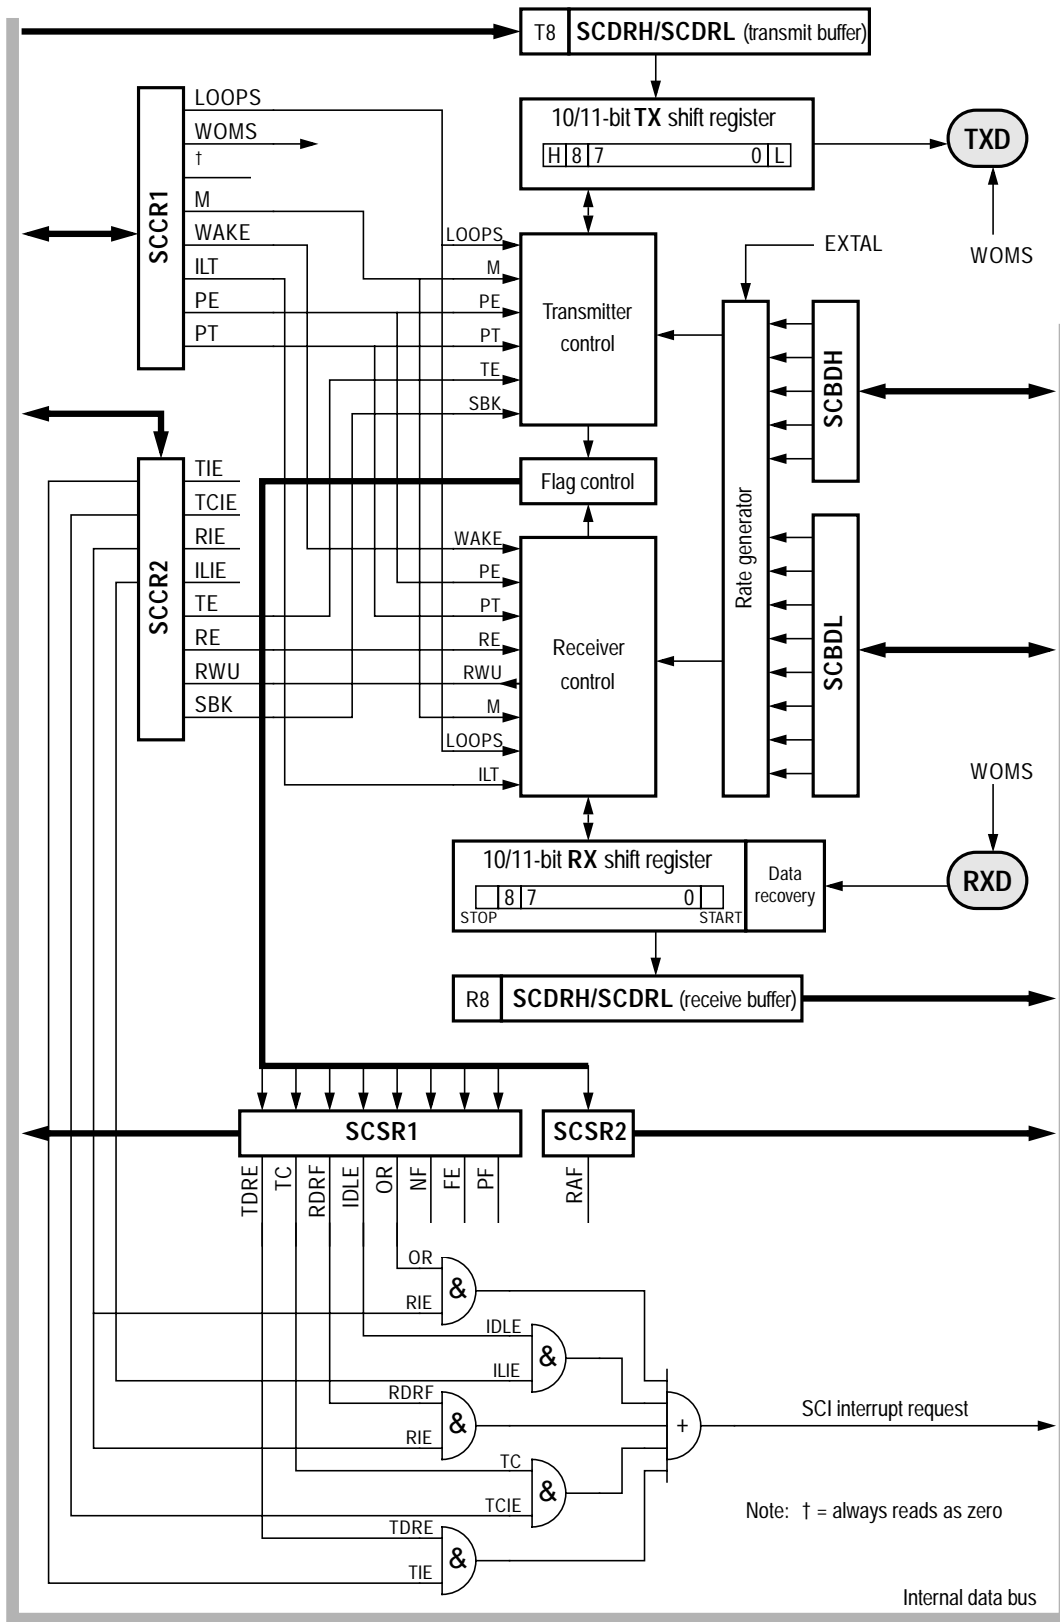 T8 SCDRH/SCDRL (transmit buffer)
10/11-bit TX shift register
H 8 7 0 L
TXD
WOMS
SCCR1
LOOPS
WOMS
†
M
WAKE
ILT
PE
PT
LOOPS
M
PE
PT
TE
SBK
Transmitter
control
EXTAL
Rate generator
SCBDH
SCBDL
SCCR2
TIE
TCIE
RIE
ILIE
TE
RE
RWU
SBK
Flag control
WAKE
PE
PT
RE
RWU
M
LOOPS
ILT
Receiver
control
WOMS
RXD
10/11-bit RX shift register
8 7 0
STOP START
Data
recovery
R8 SCDRH/SCDRL (receive buffer)
SCSR1
SCSR2
TDRE
TC
RDRF
IDLE
OR
NF
FE
PF
RAF
OR
RIE
&
IDLE
ILIE
&
RDRF
RIE
&
TC
TCIE
&
TDRE
TIE
&
+
SCI interrupt request
Note: † = always reads as zero
Internal data bus